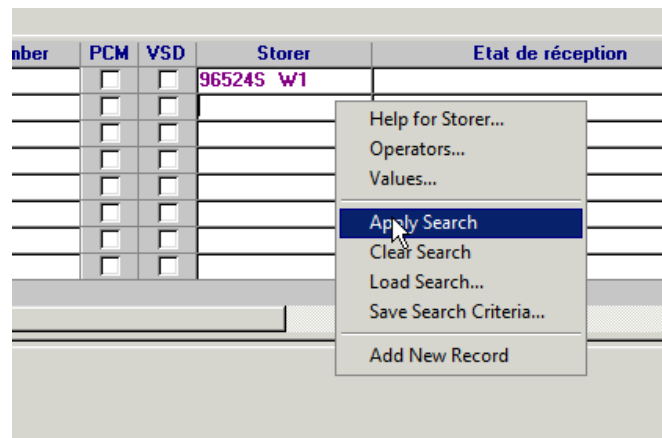 nber PCM VSD Storer Etat de réception
96524S W1
Help for Storer...
Operators...
Values...
Apply Search
Clear Search
Load Search...
Save Search Criteria...
Add New Record